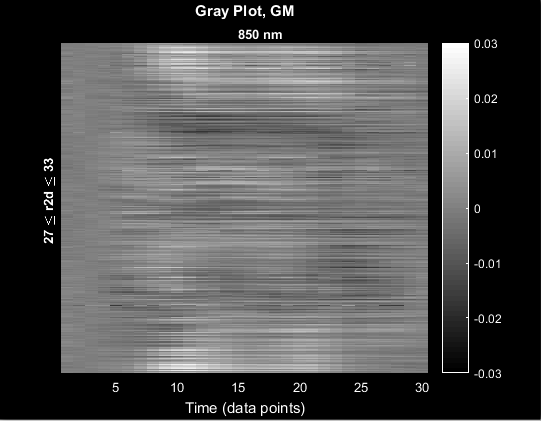 Gray Plot, GM
850 nm
27 ≤ r2d ≤ 33
0.03
0.02
0.01
0
-0.01
-0.02
-0.03
5 10 15 20 25 30
Time (data points)